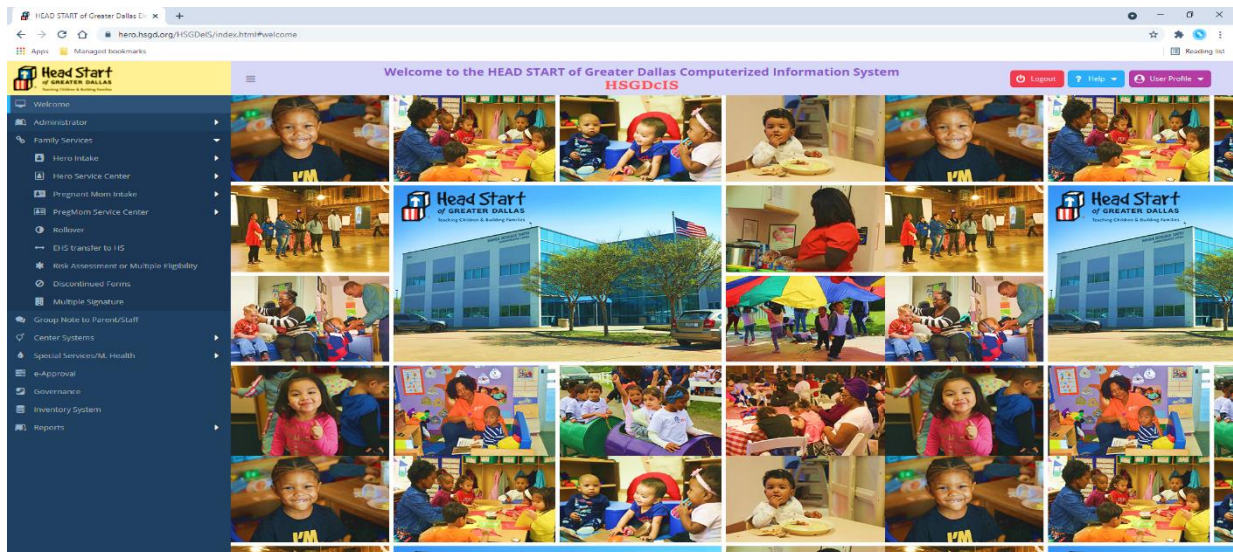 HEAD START of Greater Dallas
hero.hsgd.org/HSGDeIS/index.html#welcome
Apps
Managed bookmarks
Reading list
Head Start
of GREATER DALLAS
Teaching Children & Building Families
Welcome to the HEAD START of Greater Dallas Computerized Information System
HSGDcIS
Logout
? Help
User Profile
Welcome
Administrator
Family Services
Hero Intake
Hero Service Center
Pregnant Mom Intake
PregMom Service Center
Rollover
EHS transfer to HS
Risk Assessment or Multiple Eligibility
Discontinued Forms
Multiple Signature
Group Note to Parent/Staff
Center Systems
Special Services/M. Health
e-Approval
Governance
Inventory System
Reports
I'M
I'M
Head Start
of GREATER DALLAS
Teaching Children & Building Families
Head Start
of GREATER DALLAS
Teaching Children & Building Families
I'M
I'M